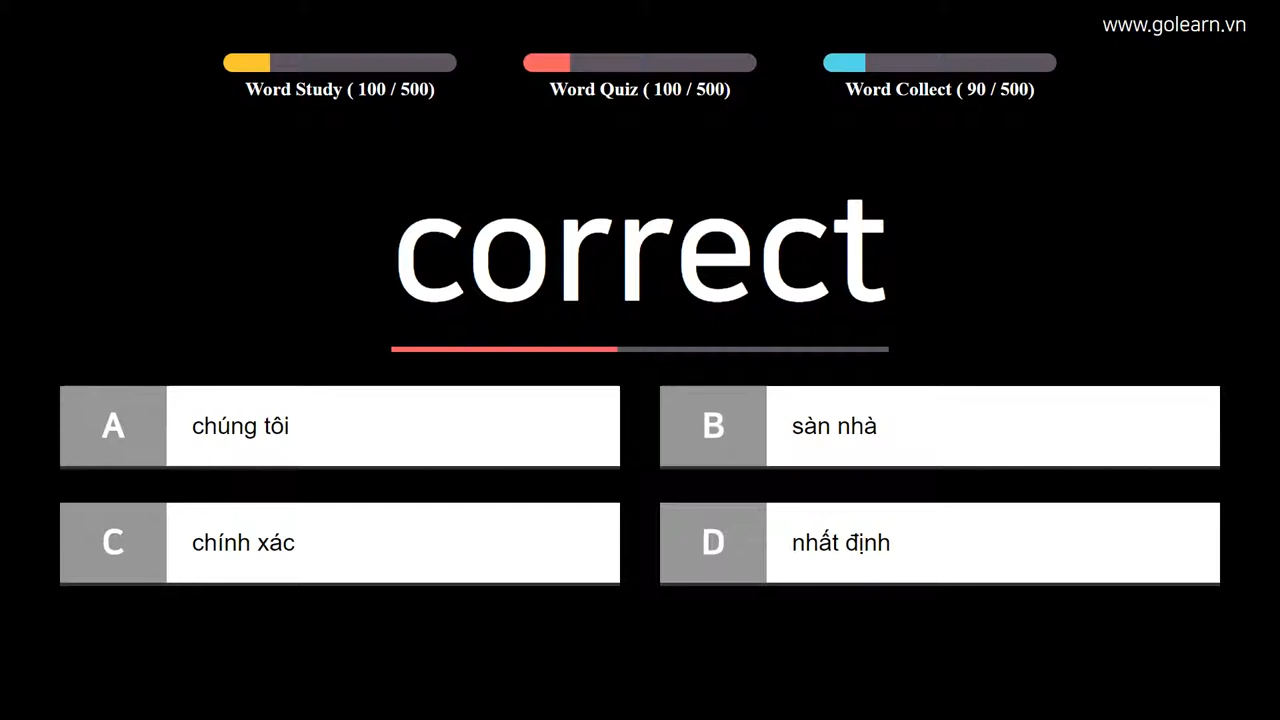 www.golearn.vn
Word Study ( 100 / 500)
Word Quiz ( 100 / 500)
Word Collect ( 90 / 500)
correct
A chúng tôi
B sàn nhà
C chính xác
D nhất định